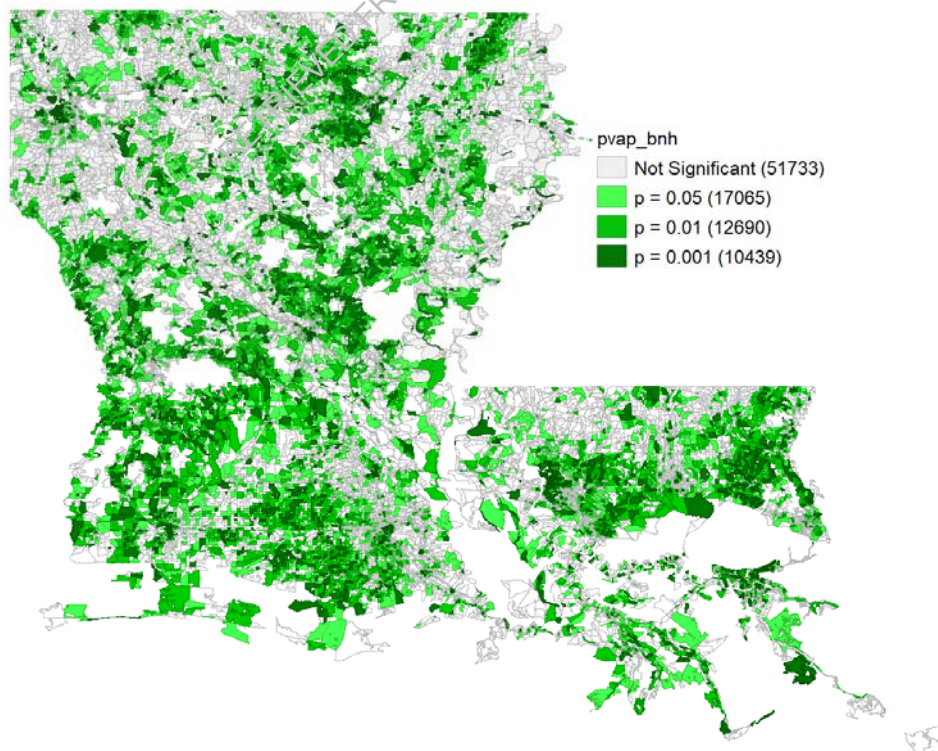 pvap_bnh
Not Significant (51733)
p = 0.05 (17065)
p = 0.01 (12690)
p = 0.001 (10439)